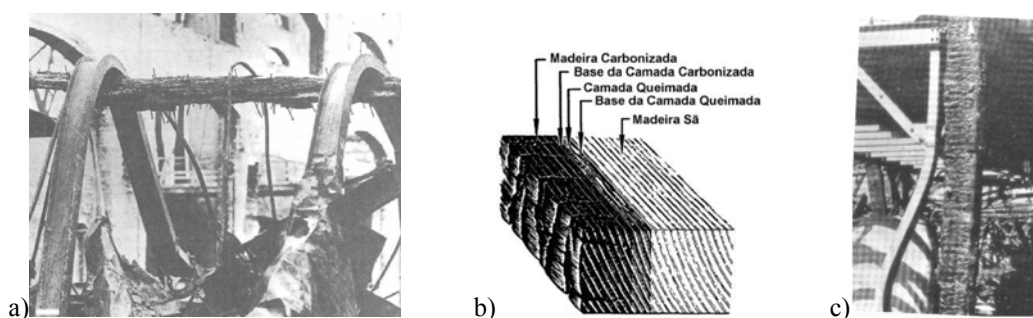 Madeira Carbonizada
Base da Camada Carbonizada
Camada Queimada
Base da Camada Queimada
Madeira Sã
a)
b)
c)